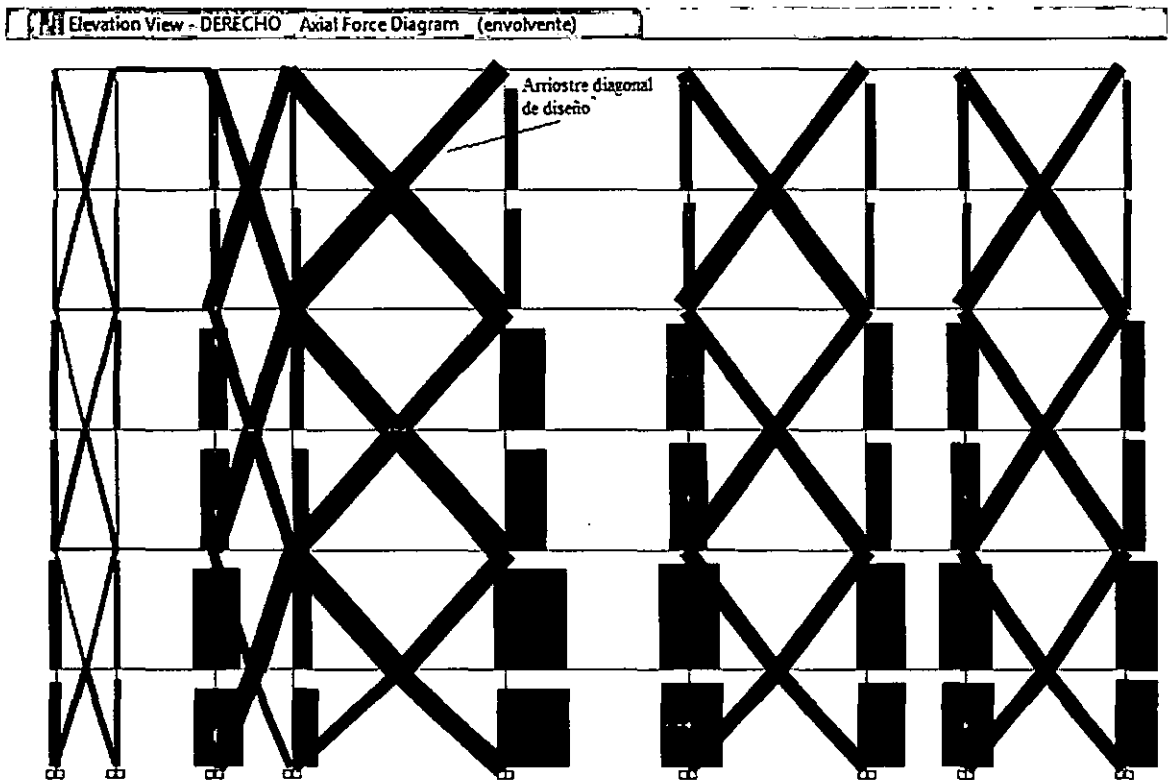 Elevation View - DERECHO Axial Force Diagram (envolvente)
Arriostre diagonal
de diseño